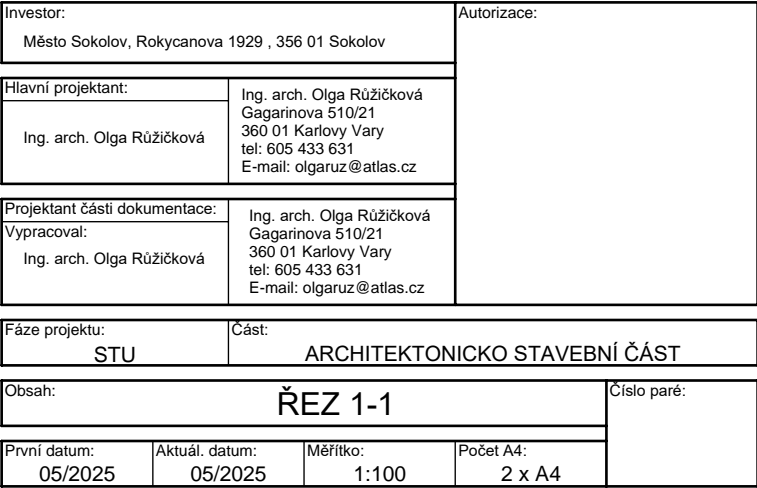 Investor:
Město Sokolov, Rokycanova 1929 , 356 01 Sokolov
Autorizace:
Hlavní projektant:
Ing. arch. Olga Růžičková
Ing. arch. Olga Růžičková
Gagarinova 510/21
360 01 Karlovy Vary
tel: 605 433 631
E-mail: olgaruz@atlas.cz
Projektant části dokumentace:
Vypracoval:
Ing. arch. Olga Růžičková
Ing. arch. Olga Růžičková
Gagarinova 510/21
360 01 Karlovy Vary
tel: 605 433 631
E-mail: olgaruz@atlas.cz
Fáze projektu:
STU
Část:
ARCHITEKTONICKO STAVEBNÍ ČÁST
Obsah:
ŘEZ 1-1
Číslo paré:
První datum:
05/2025
Aktuál. datum:
05/2025
Měřítko:
1:100
Počet A4:
2 x A4